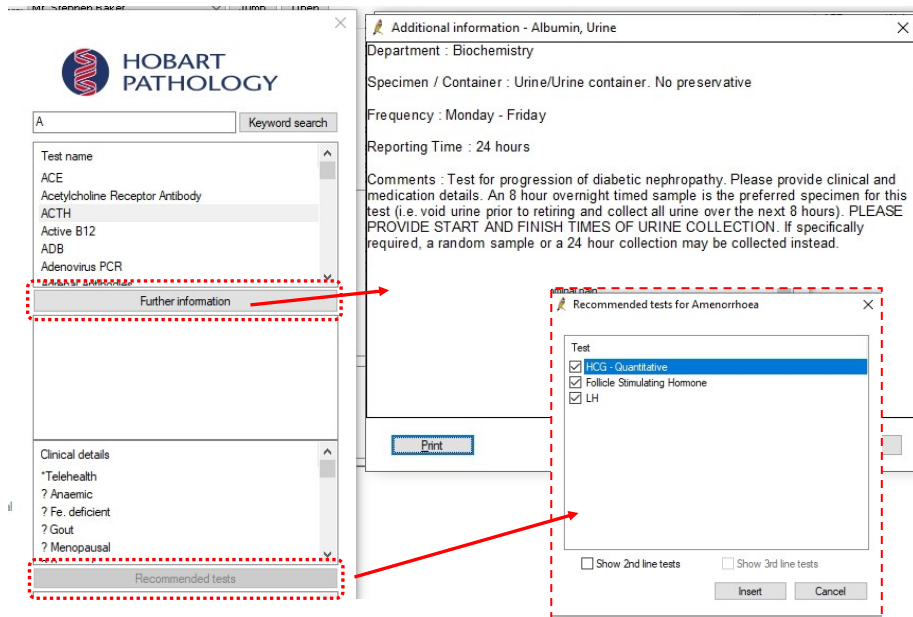 Mr. Stephen Baker
Jump
Open
HOBART
PATHOLOGY
A
Keyword search
Test name
ACE
Acetylcholine Receptor Antibody
ACTH
Active B12
ADB
Adenovirus PCR
Adrenal Antibodies
Further information
Clinical details
*Telehealth
? Anaemic
? Fe. deficient
? Gout
? Menopausal
Recommended tests
Additional information - Albumin, Urine
Department : Biochemistry
Specimen / Container : Urine/Urine container. No preservative
Frequency : Monday - Friday
Reporting Time : 24 hours
Comments : Test for progression of diabetic nephropathy. Please provide clinical and
medication details. An 8 hour overnight timed sample is the preferred specimen for this
test (i.e. void urine prior to retiring and collect all urine over the next 8 hours). PLEASE
PROVIDE START AND FINISH TIMES OF URINE COLLECTION. If specifically
required, a random sample or a 24 hour collection may be collected instead.
Print
Recommended tests for Amenorrhoea
Test
HCG - Quantitative
Follicle Stimulating Hormone
LH
Show 2nd line tests
Show 3rd line tests
Insert
Cancel